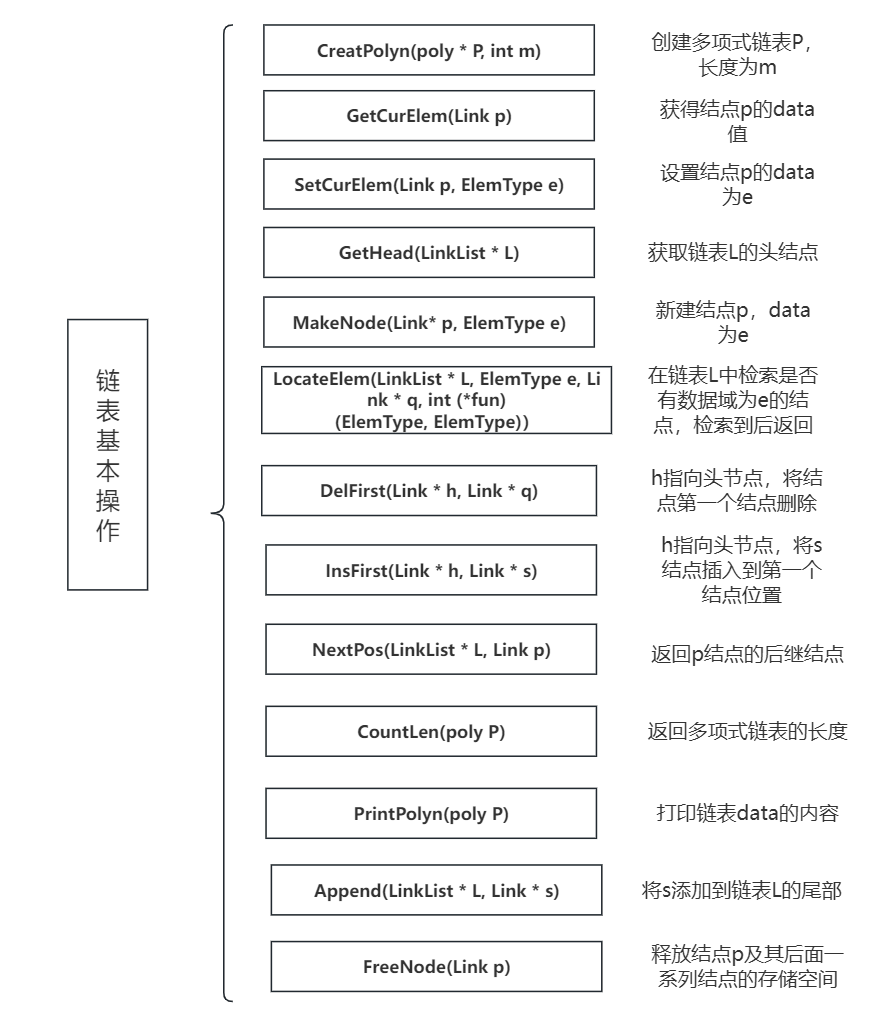 链表基本操作
CreatPolyn(poly * P, int m)
创建多项式链表P，
长度为m
GetCurElem(Link p)
获得结点p的data
值
SetCurElem(Link p, ElemType e)
设置结点p的data
为e
GetHead(LinkList * L)
获取链表L的头结点
MakeNode(Link* p, ElemType e)
新建结点p，data
为e
LocateElem(LinkList * L, ElemType e, Li
nk * q, int (*fun)
(ElemType, ElemType))
在链表L中检索是否
有数据域为e的结
点，检索到后返回
DelFirst(Link * h, Link * q)
h指向头节点，将结
点第一个结点删除
InsFirst(Link * h, Link * s)
h指向头节点，将s
结点插入到第一个
结点位置
NextPos(LinkList * L, Link p)
返回p结点的后继结点
CountLen(poly P)
返回多项式链表的长度
PrintPolyn(poly P)
打印链表data的内容
Append(LinkList * L, Link * s)
将s添加到链表L的尾部
FreeNode(Link p)
释放结点p及其后面一
系列结点的存储空间